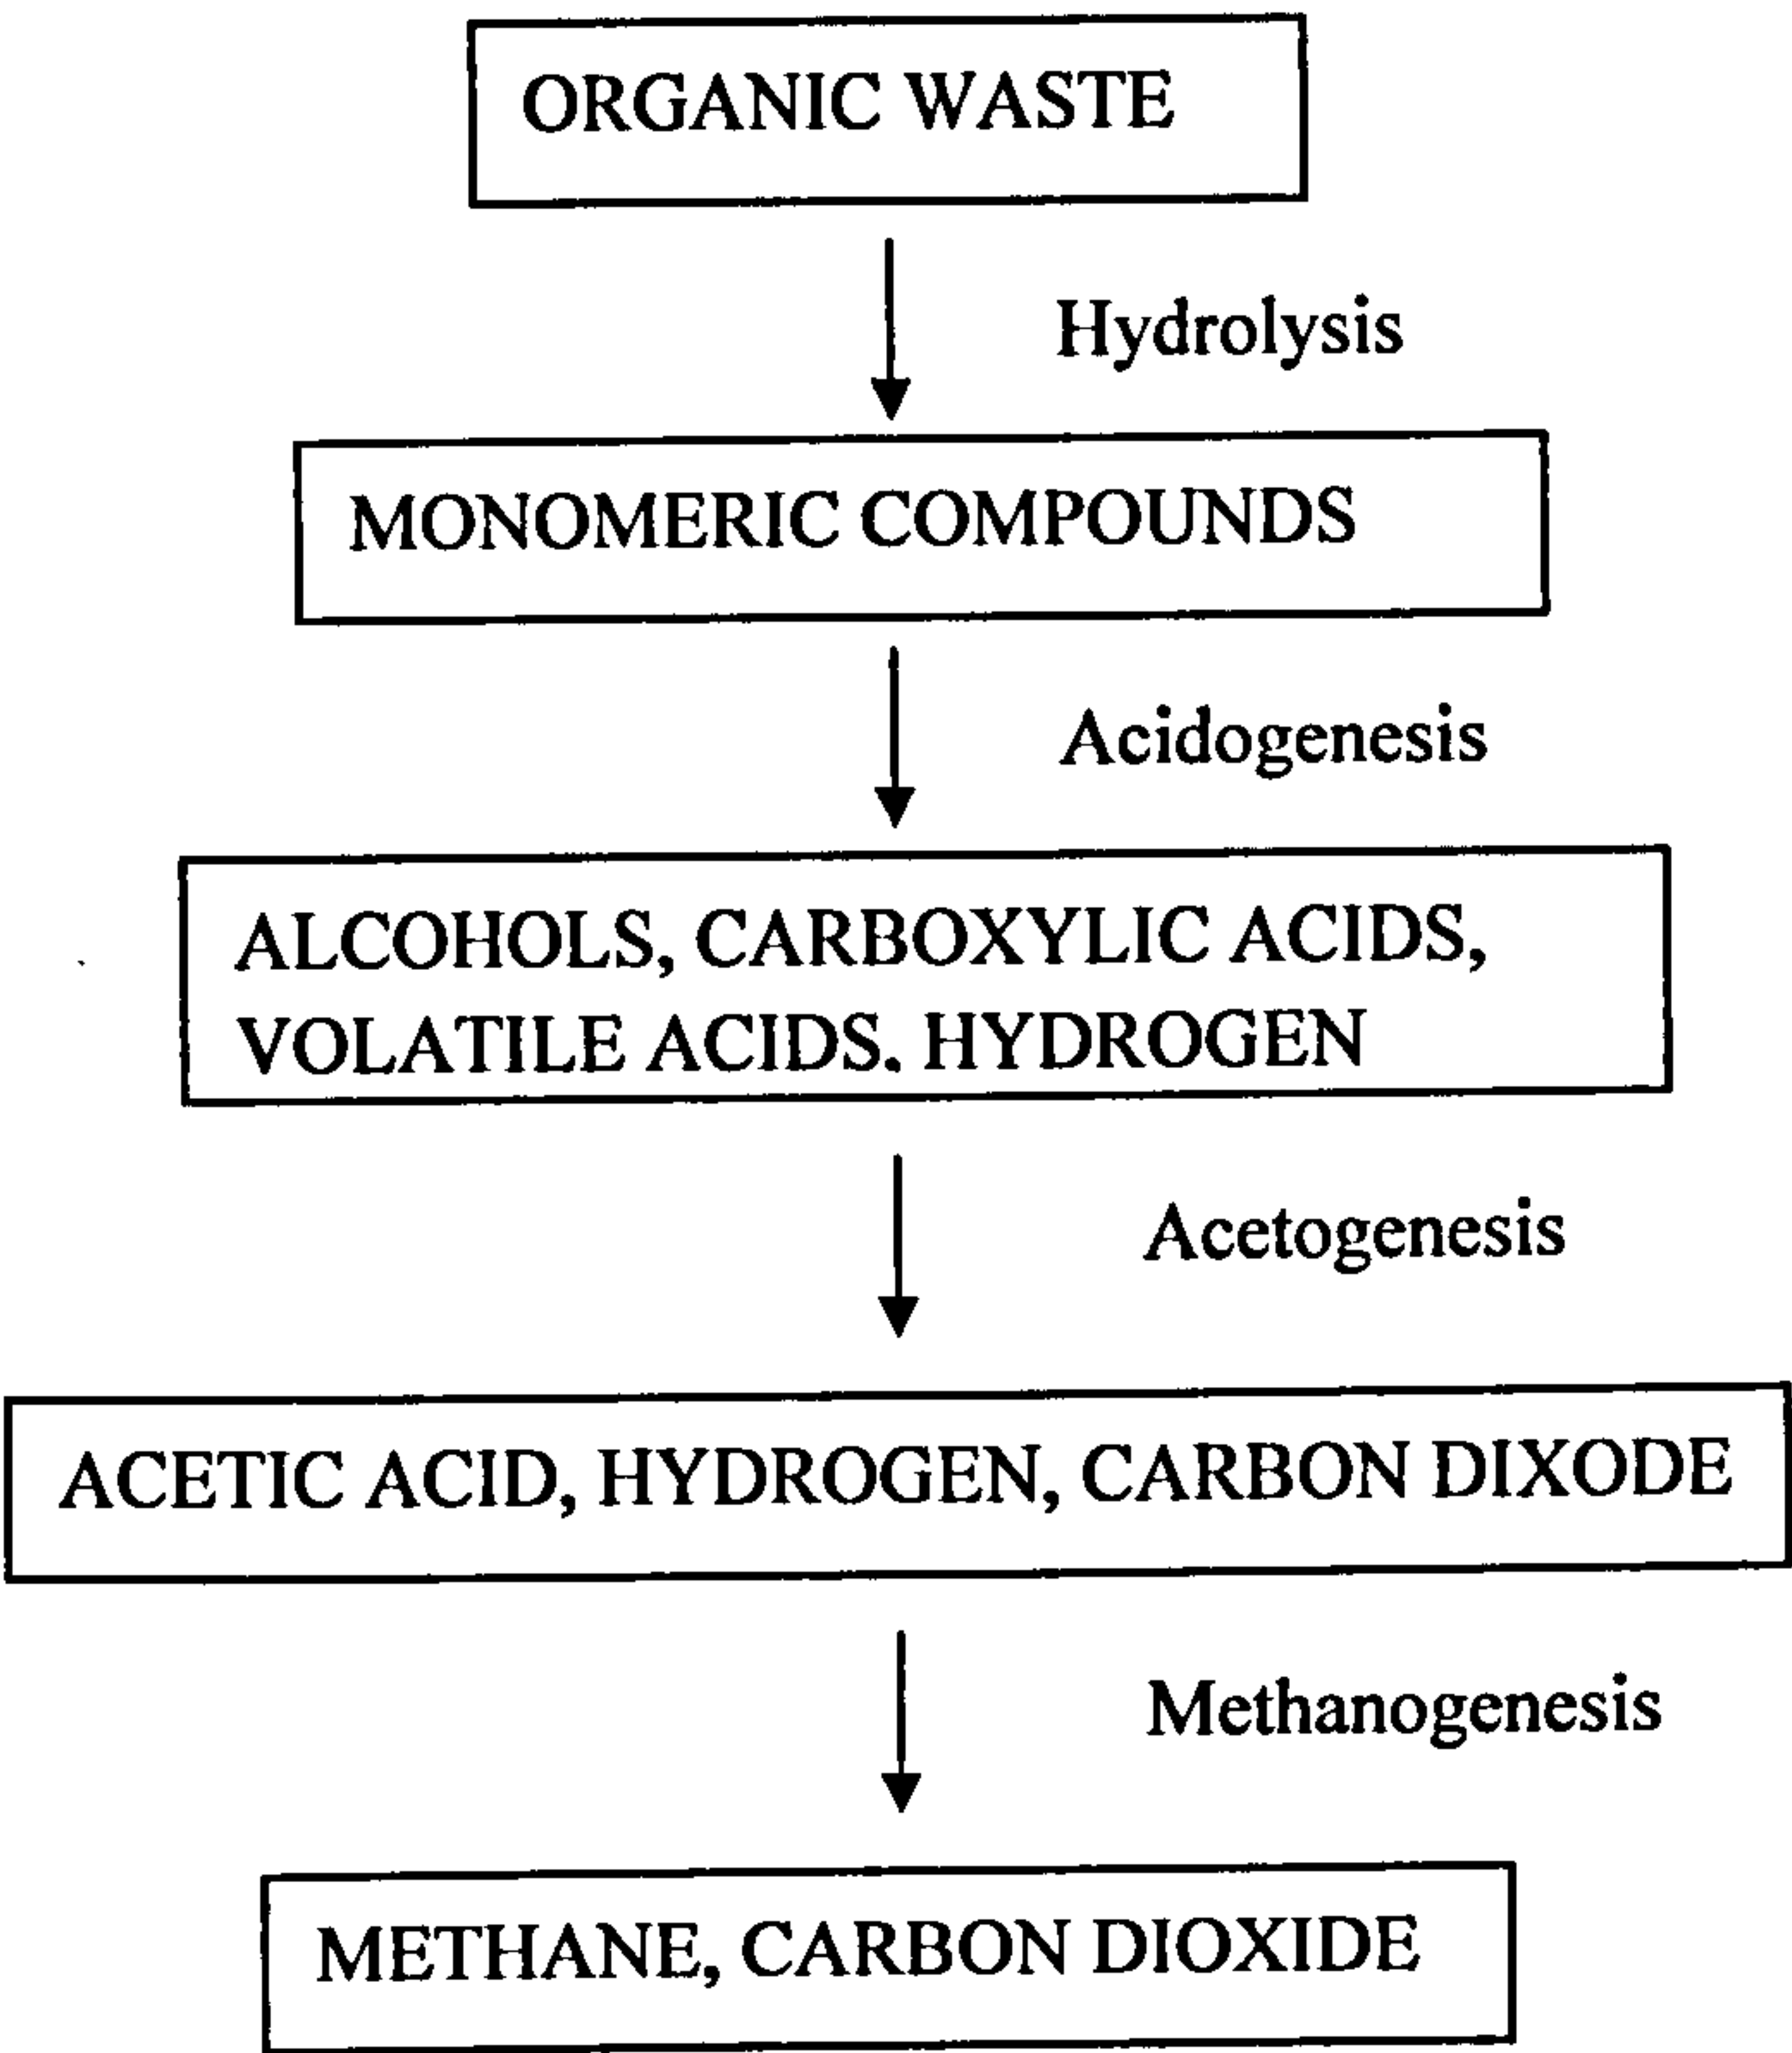 ORGANIC WASTE
Hydrolysis
MONOMERIC COMPOUNDS
Acidogenesis
ALCOHOLS, CARBOXYLIC ACIDS,
VOLATILE ACIDS. HYDROGEN
Acetogenesis
ACETIC ACID, HYDROGEN, CARBON DIXODE
Methanogenesis
METHANE, CARBON DIOXIDE